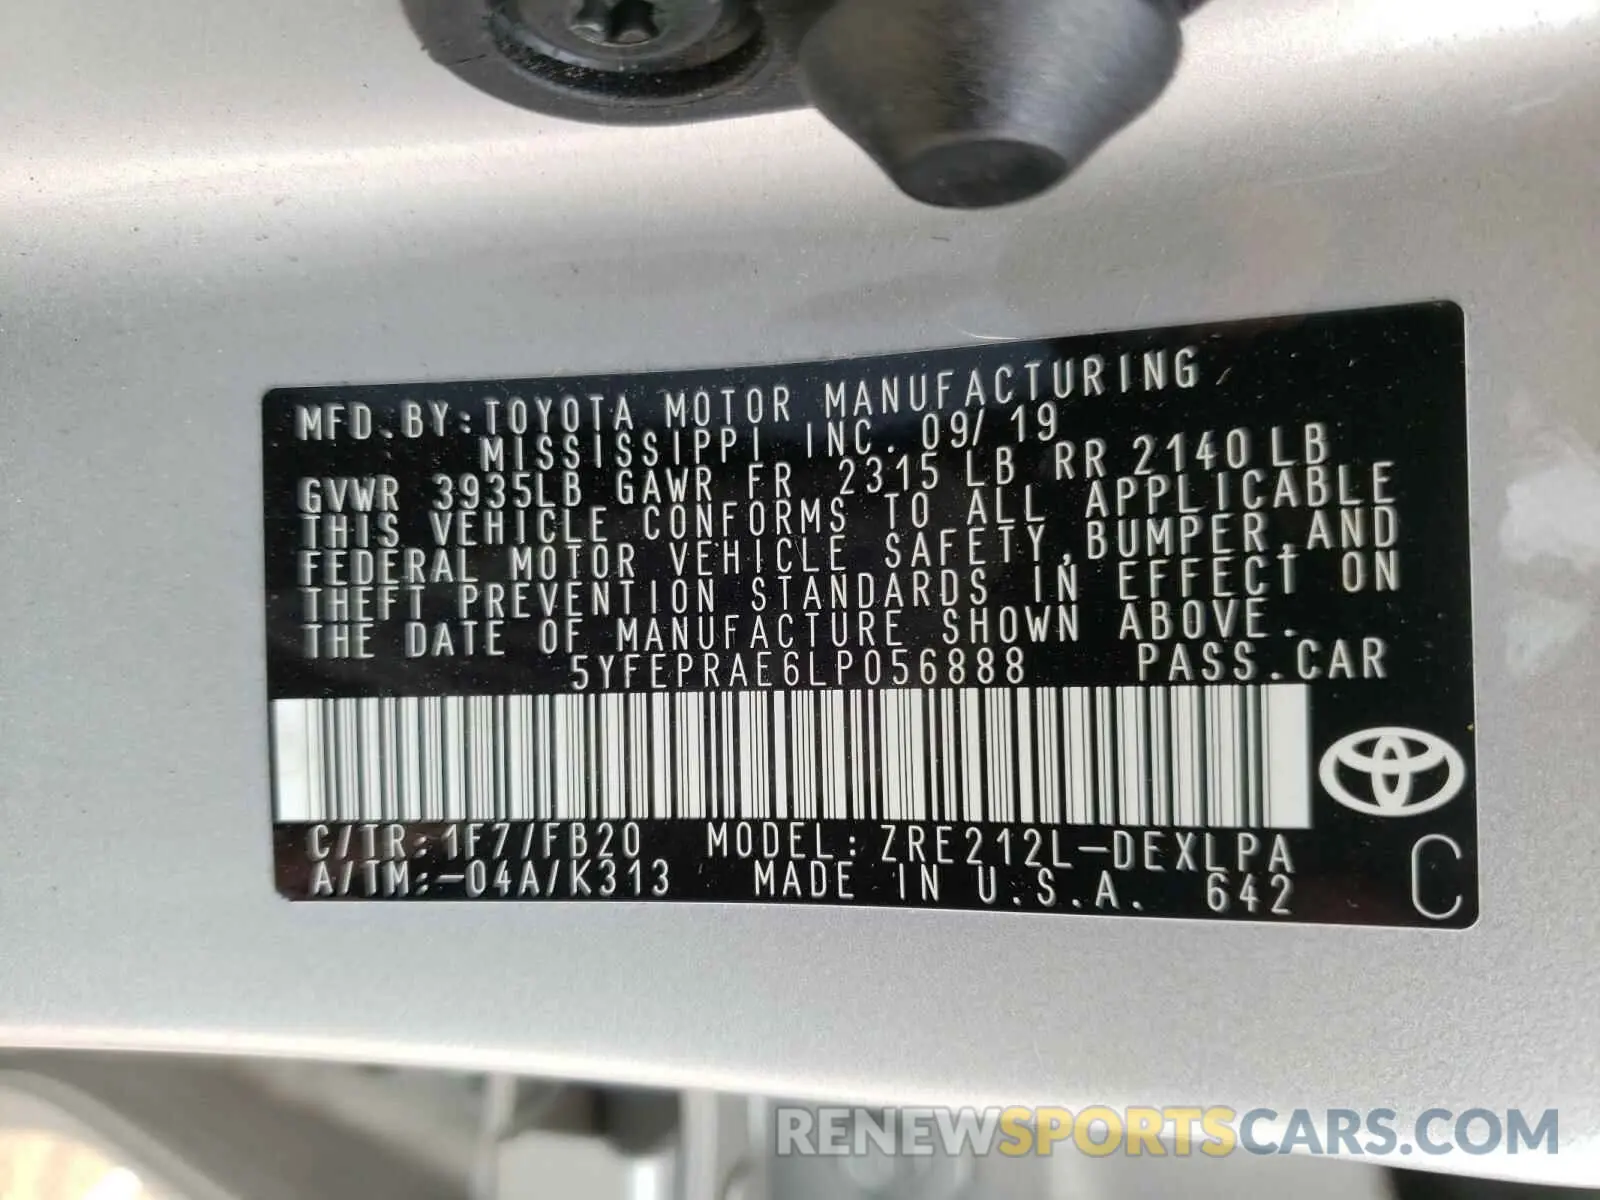 MFD. BY: TOYOTA MOTOR MANUFACTURING
MISSISSIPPI INC. 09/19
GVWR 3935LB GAWR FR 2315 LB RR 2140 LB
THIS VEHICLE CONFORMS TO ALL APPLICABLE
FEDERAL MOTOR VEHICLE SAFETY, BUMPER, AND
THEFT PREVENTION STANDARDS IN EFFECT ON
THE DATE OF MANUFACTURE SHOWN ABOVE.
5YFEPRAE6LP056888 PASS. CAR
C/TR: 1F7/FB20 MODEL: ZRE212L-DEXLPA
A/TM: -04A/K313 MADE IN U.S.A. 642
C
RENEWSPORTSCARS.COM